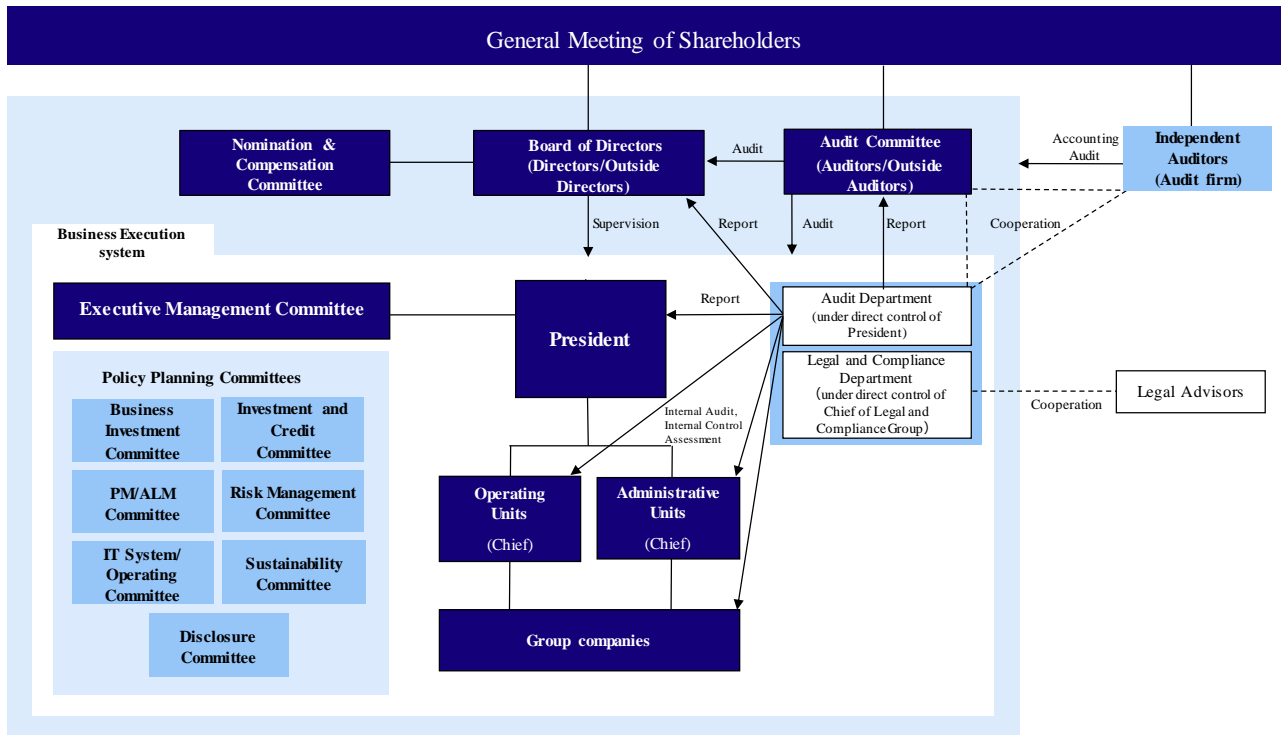 General Meeting of Shareholders
Nomination &
Compensation
Committee
Board of Directors
(Directors/Outside
Directors)
Audit
Audit Committee
(Auditors/Outside
Auditors)
Accounting
Audit
Independent
Auditors
(Audit firm)
Supervision
Report
Audit
Report
Cooperation
Business Execution
system
Executive Management Committee
President
Report
Audit Department
(under direct control of
President)
Legal and Compliance
Department
(under direct control of
Chief of Legal and
ComplianceGroup)
Cooperation
Legal Advisors
Policy Planning Committees
Business
Investment
Committee
Investment and
Credit
Committee
PM/ALM
Committee
Risk Management
Committee
IT System/
Operating
Committee
Sustainability
Committee
Disclosure
Committee
Internal Audit,
Internal Control
Assessment
Operating
Units
(Chief)
Administrative
Units
(Chief)
Group companies